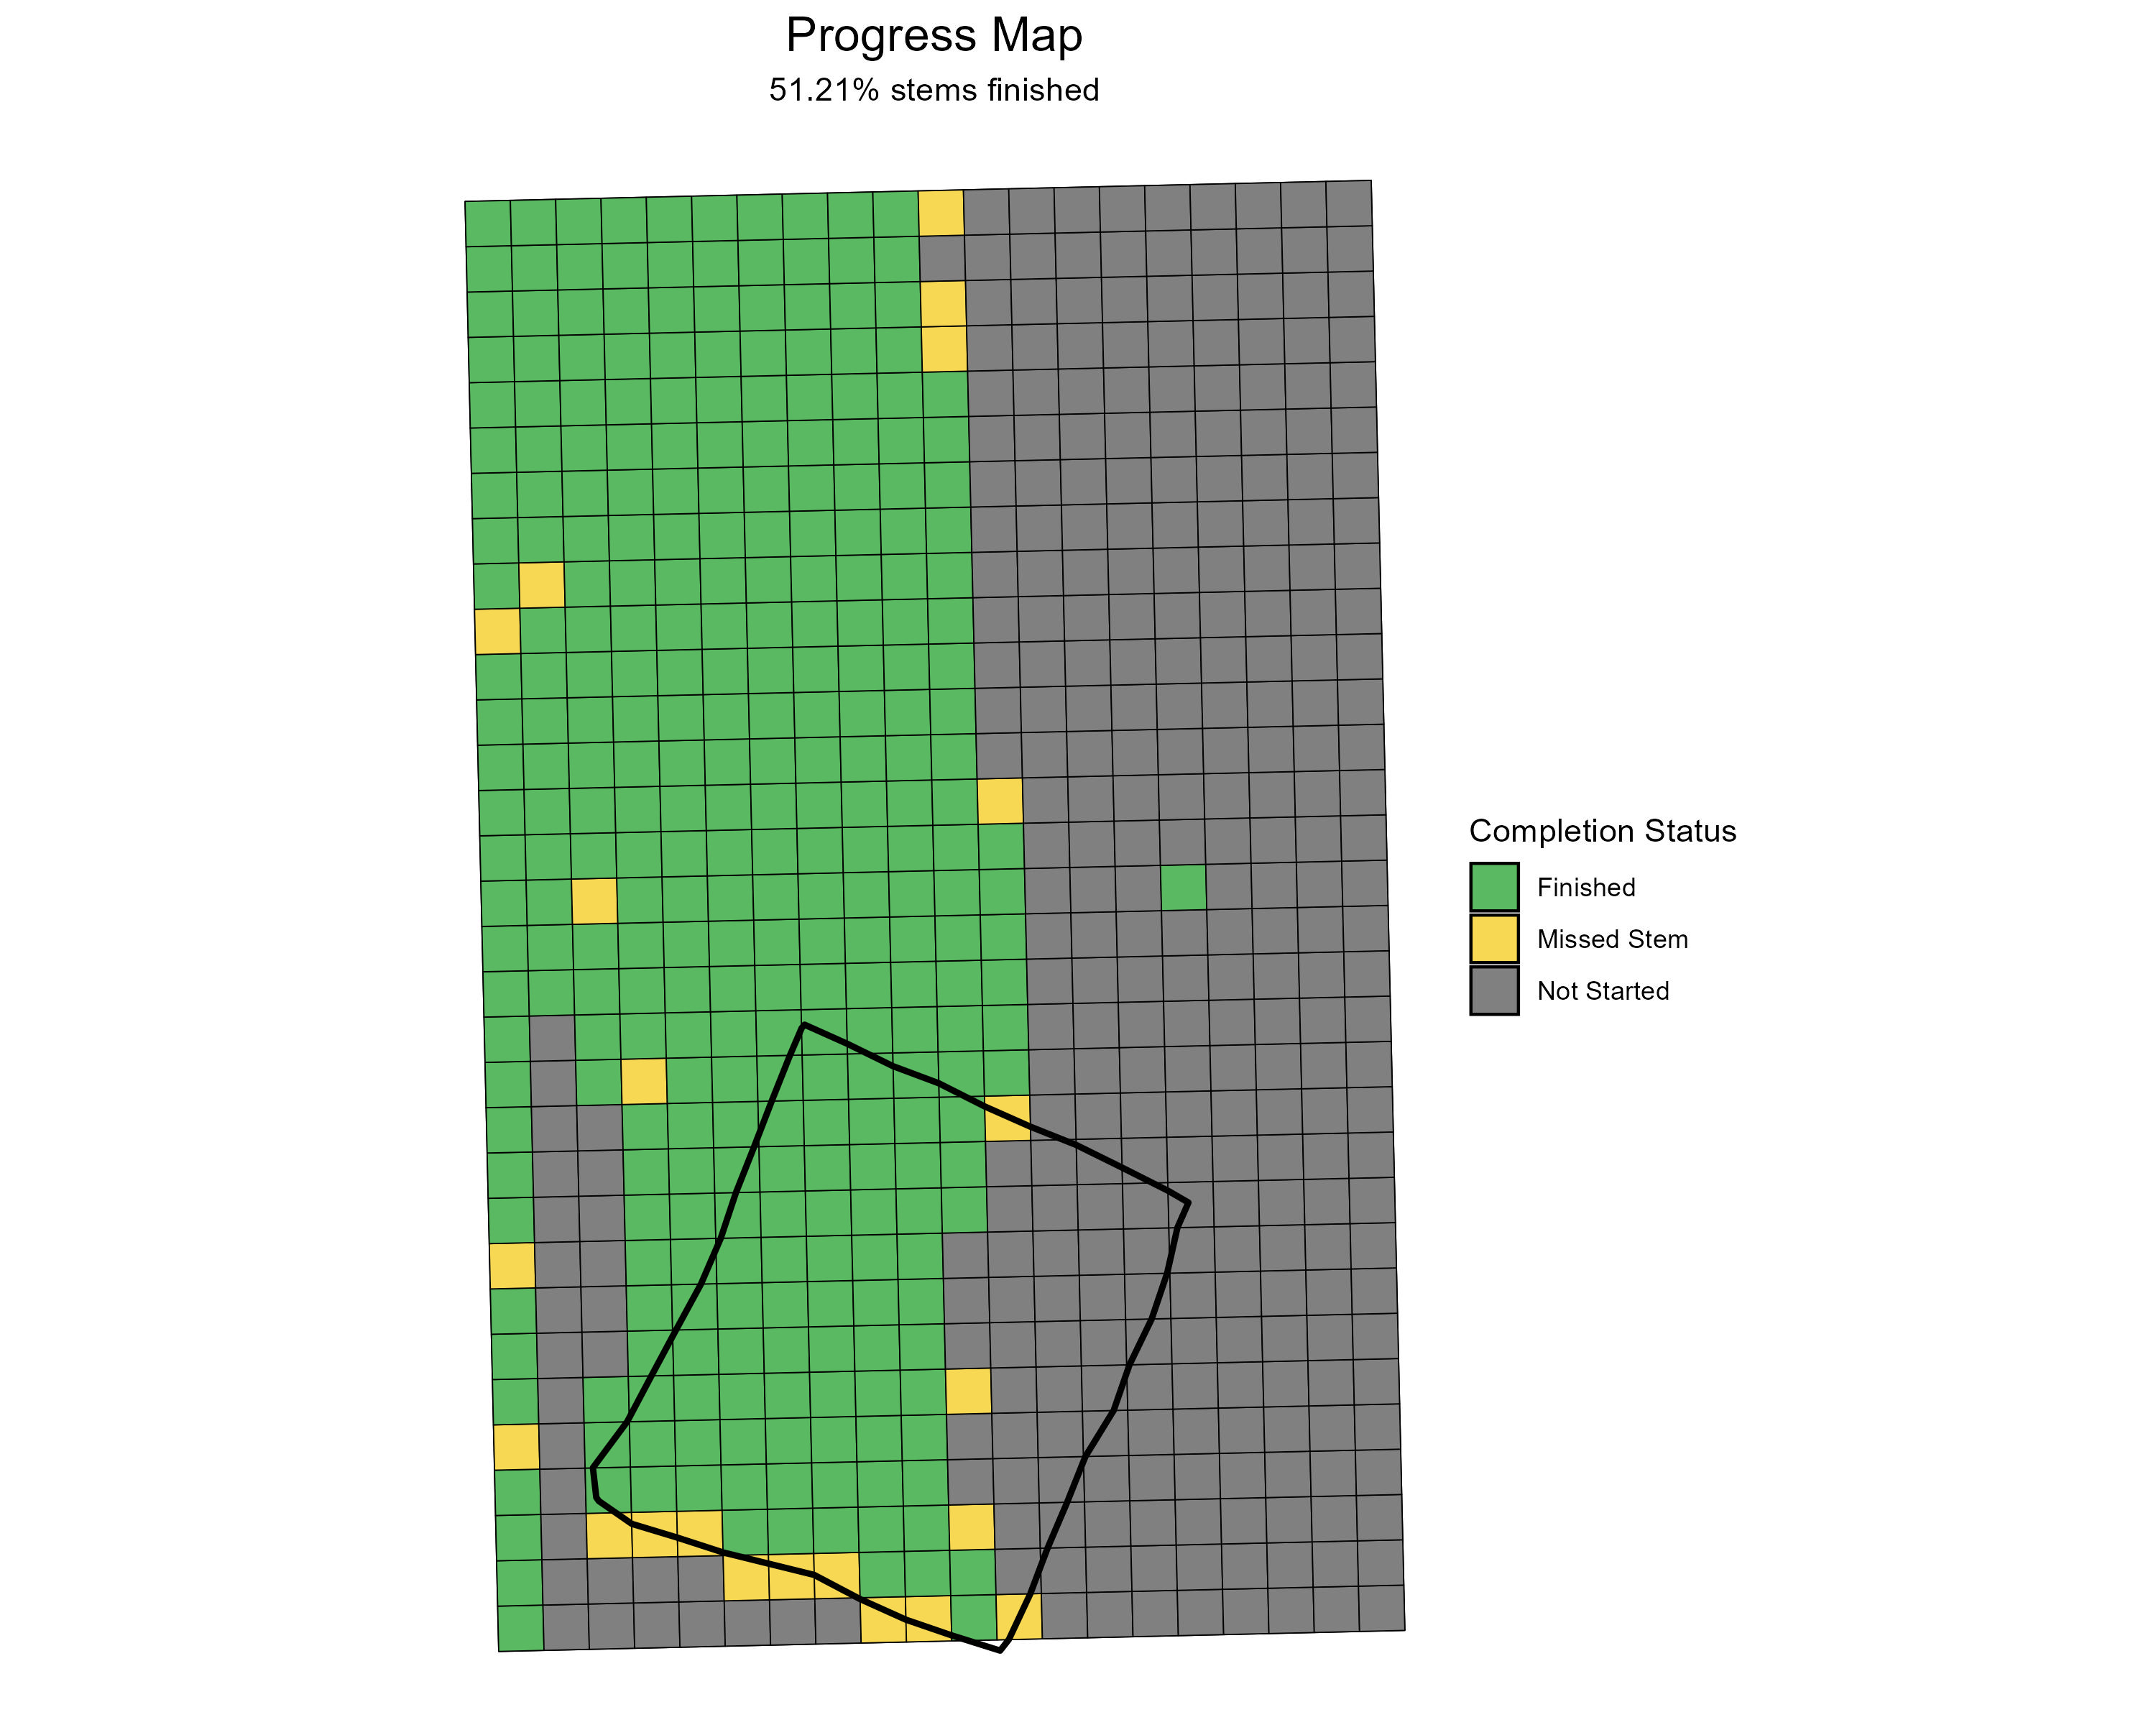 Progress Map
51.21% stems finished
Completion Status
Finished
Missed Stem
Not Started